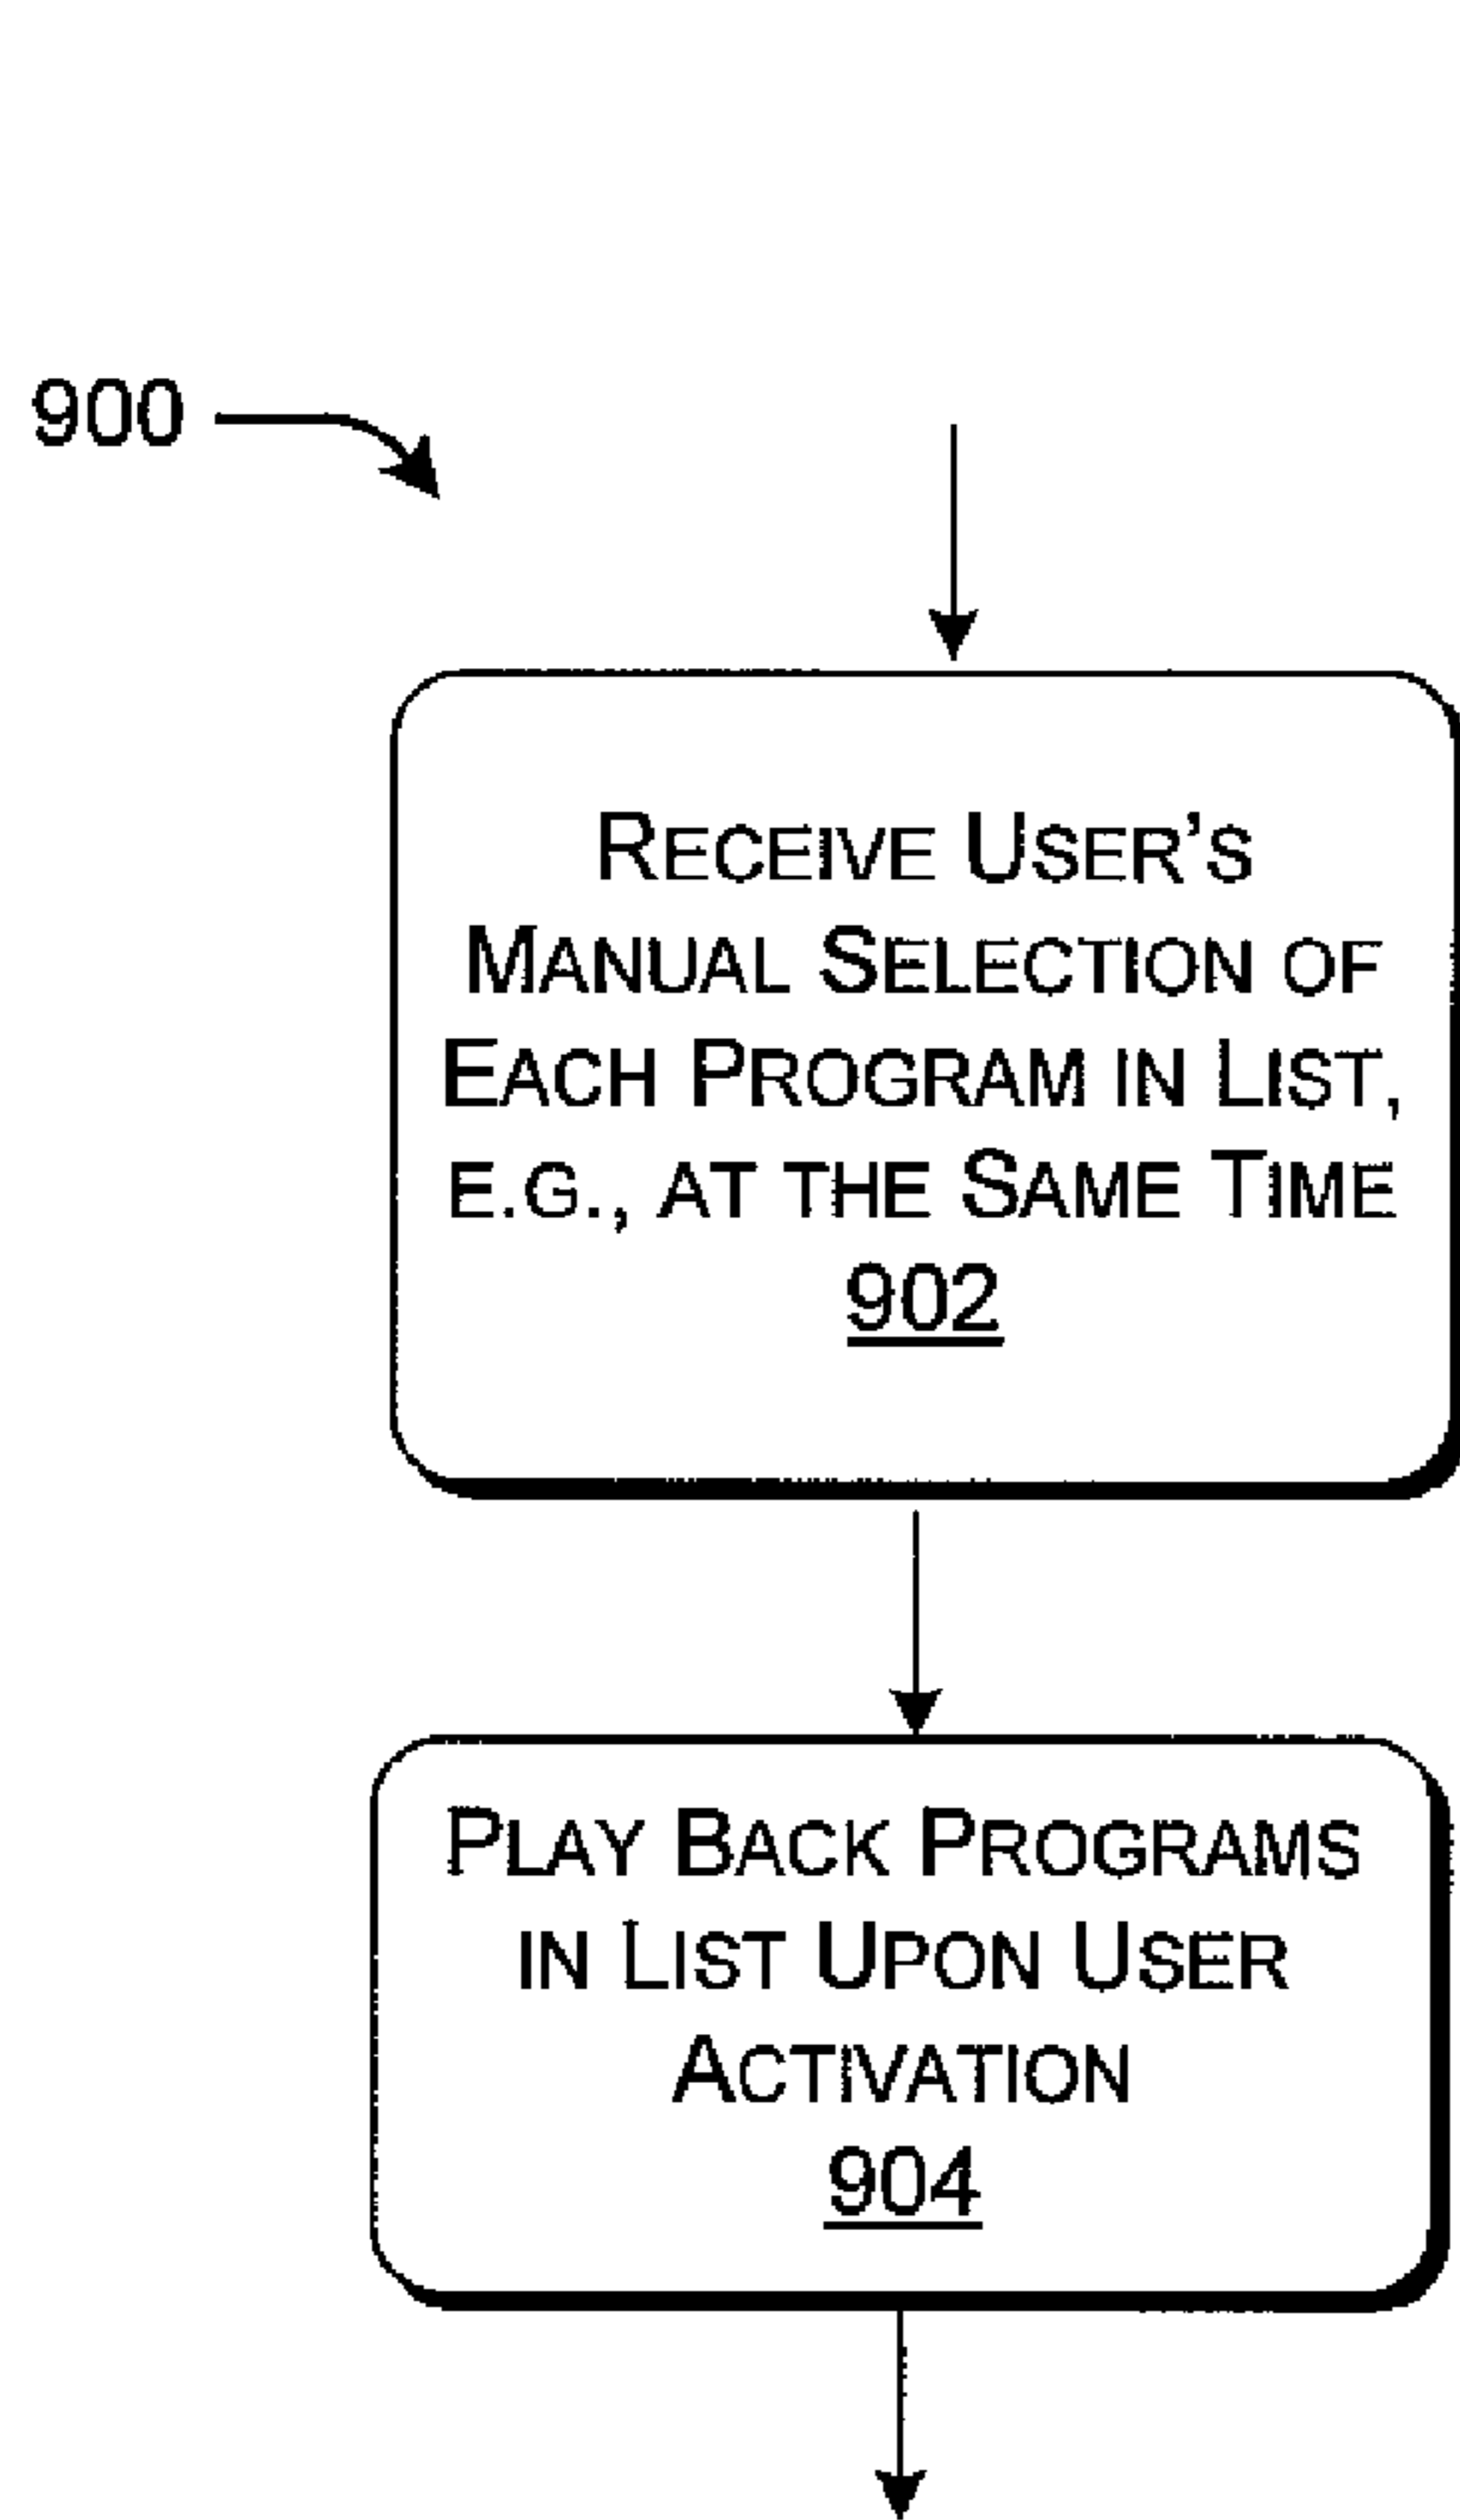 900
RECEIVE USER'S
MANUAL SELECTION OF
EACH PROGRAM IN LIST,
E.G., AT THE SAME TIME
902
PLAY BACK PROGRAMS
IN LIST UPON USER
ACTIVATION
904